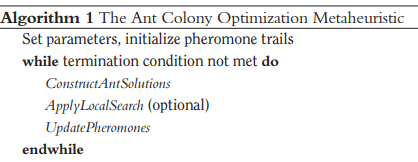 Algorithm 1 The Ant Colony Optimization Metaheuristic
Set parameters, initialize pheromone trails
while termination condition not met do
ConstructAntSolutions
ApplyLocalSearch (optional)
UpdatePheromones
endwhile